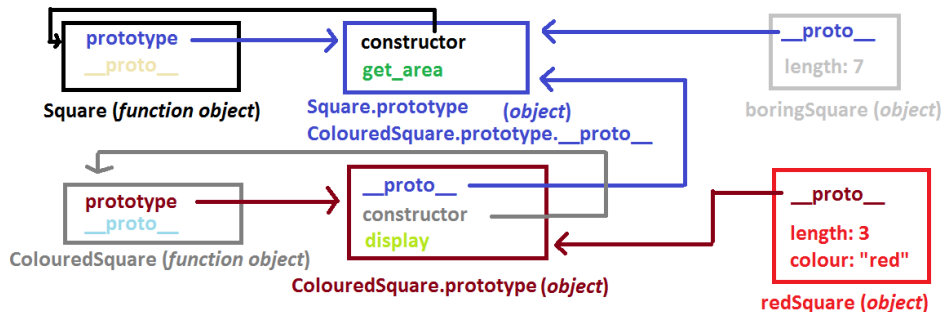 prototype
__proto__
Square (function object)
constructor
get_area
Square.prototype (object)
ColouredSquare.prototype.__proto__
__proto__
length: 7
boringSquare (object)
prototype
__proto__
ColouredSquare (function object)
__proto__
constructor
display
ColouredSquare.prototype (object)
__proto__
length: 3
colour: "red"
redSquare (object)